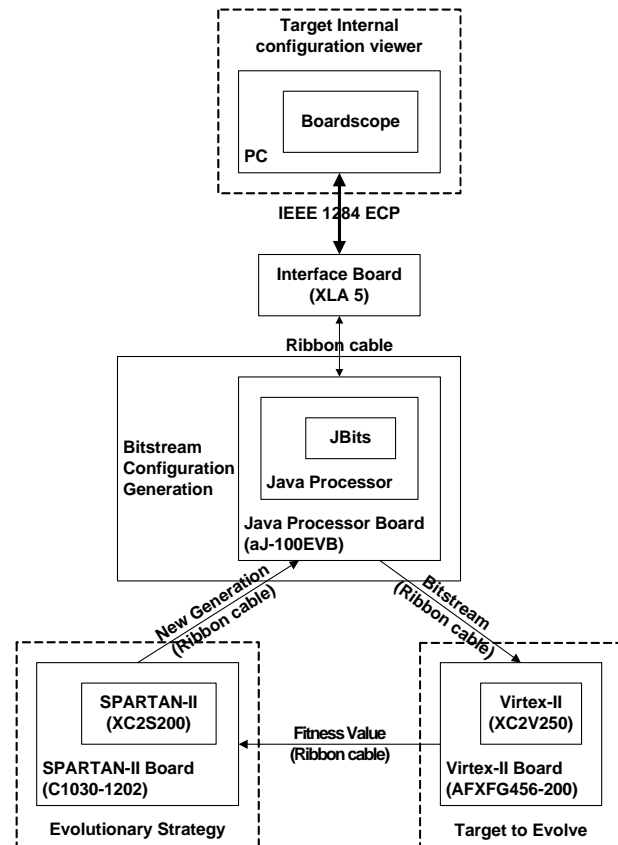 Target Internal
configuration viewer
Boardscope
PC
IEEE 1284 ECP
Interface Board
(XLA 5)
Ribbon cable
JBits
Java Processor
Bitstream
Configuration
Generation
Java Processor Board
(aJ-100EVB)
New Generation
(Ribbon cable)
Bitstream
(Ribbon cable)
SPARTAN-II
(XC2S200)
SPARTAN-II Board
(C1030-1202)
Evolutionary Strategy
Fitness Value
(Ribbon cable)
Virtex-II
(XC2V250)
Virtex-II Board
(AFXFG456-200)
Target to Evolve